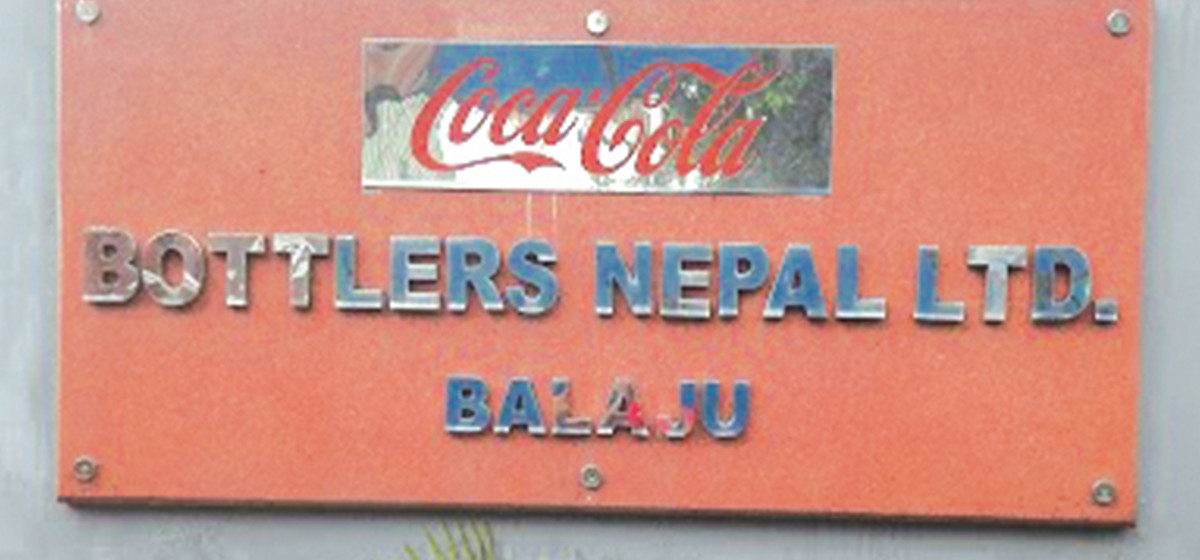 Coca-Cola
BOTTLERS NEPAL LTD.
BALAJU